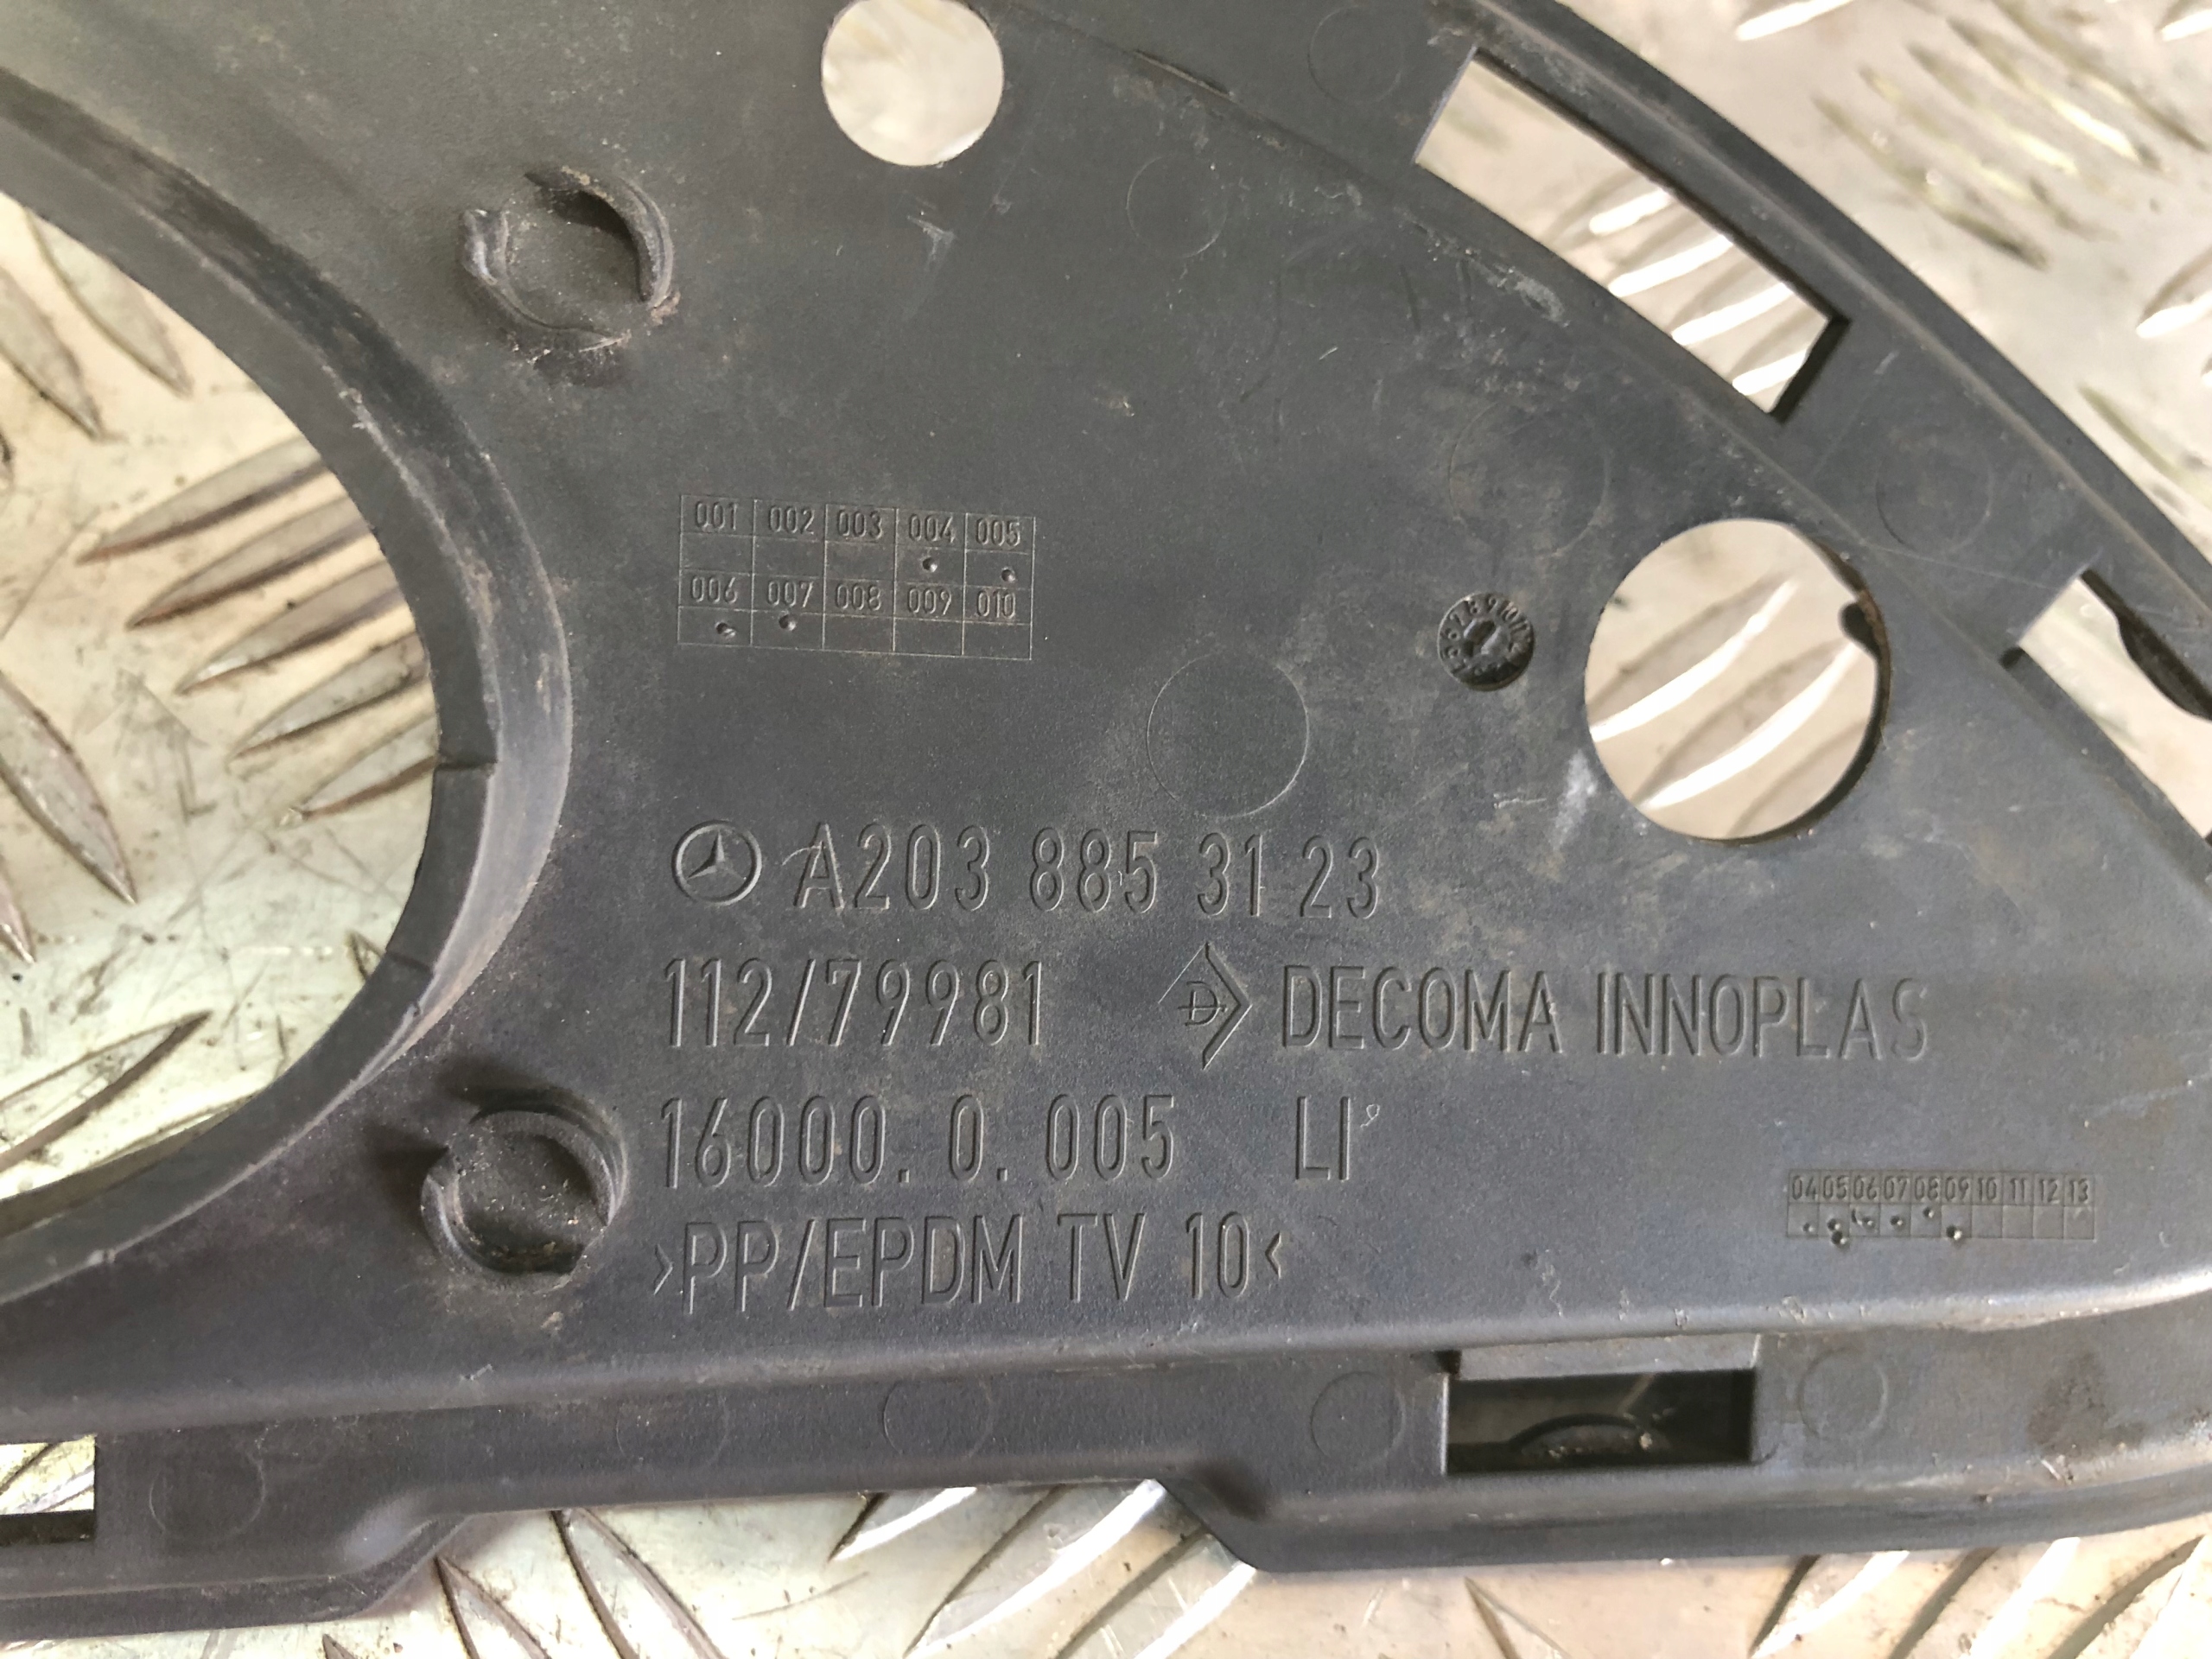 001 002 003 004 005
006 007 008 009 010
A203 885 31 23
112/79981 D DECOMA INNOPLAS
16000.0.005 LI
04 05 06 07 08 09 10 11 12 13
>PP/EPDM TV 10<